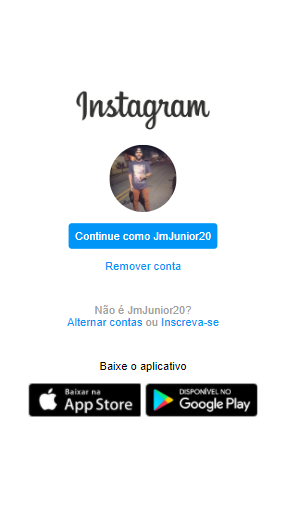 Instagram
Continue como JmJunior20
Remover conta
Não é JmJunior20?
Alternar contas ou Inscreva-se
Baixe o aplicativo
Baixar na
App Store
DISPONÍVEL NO
Google Play